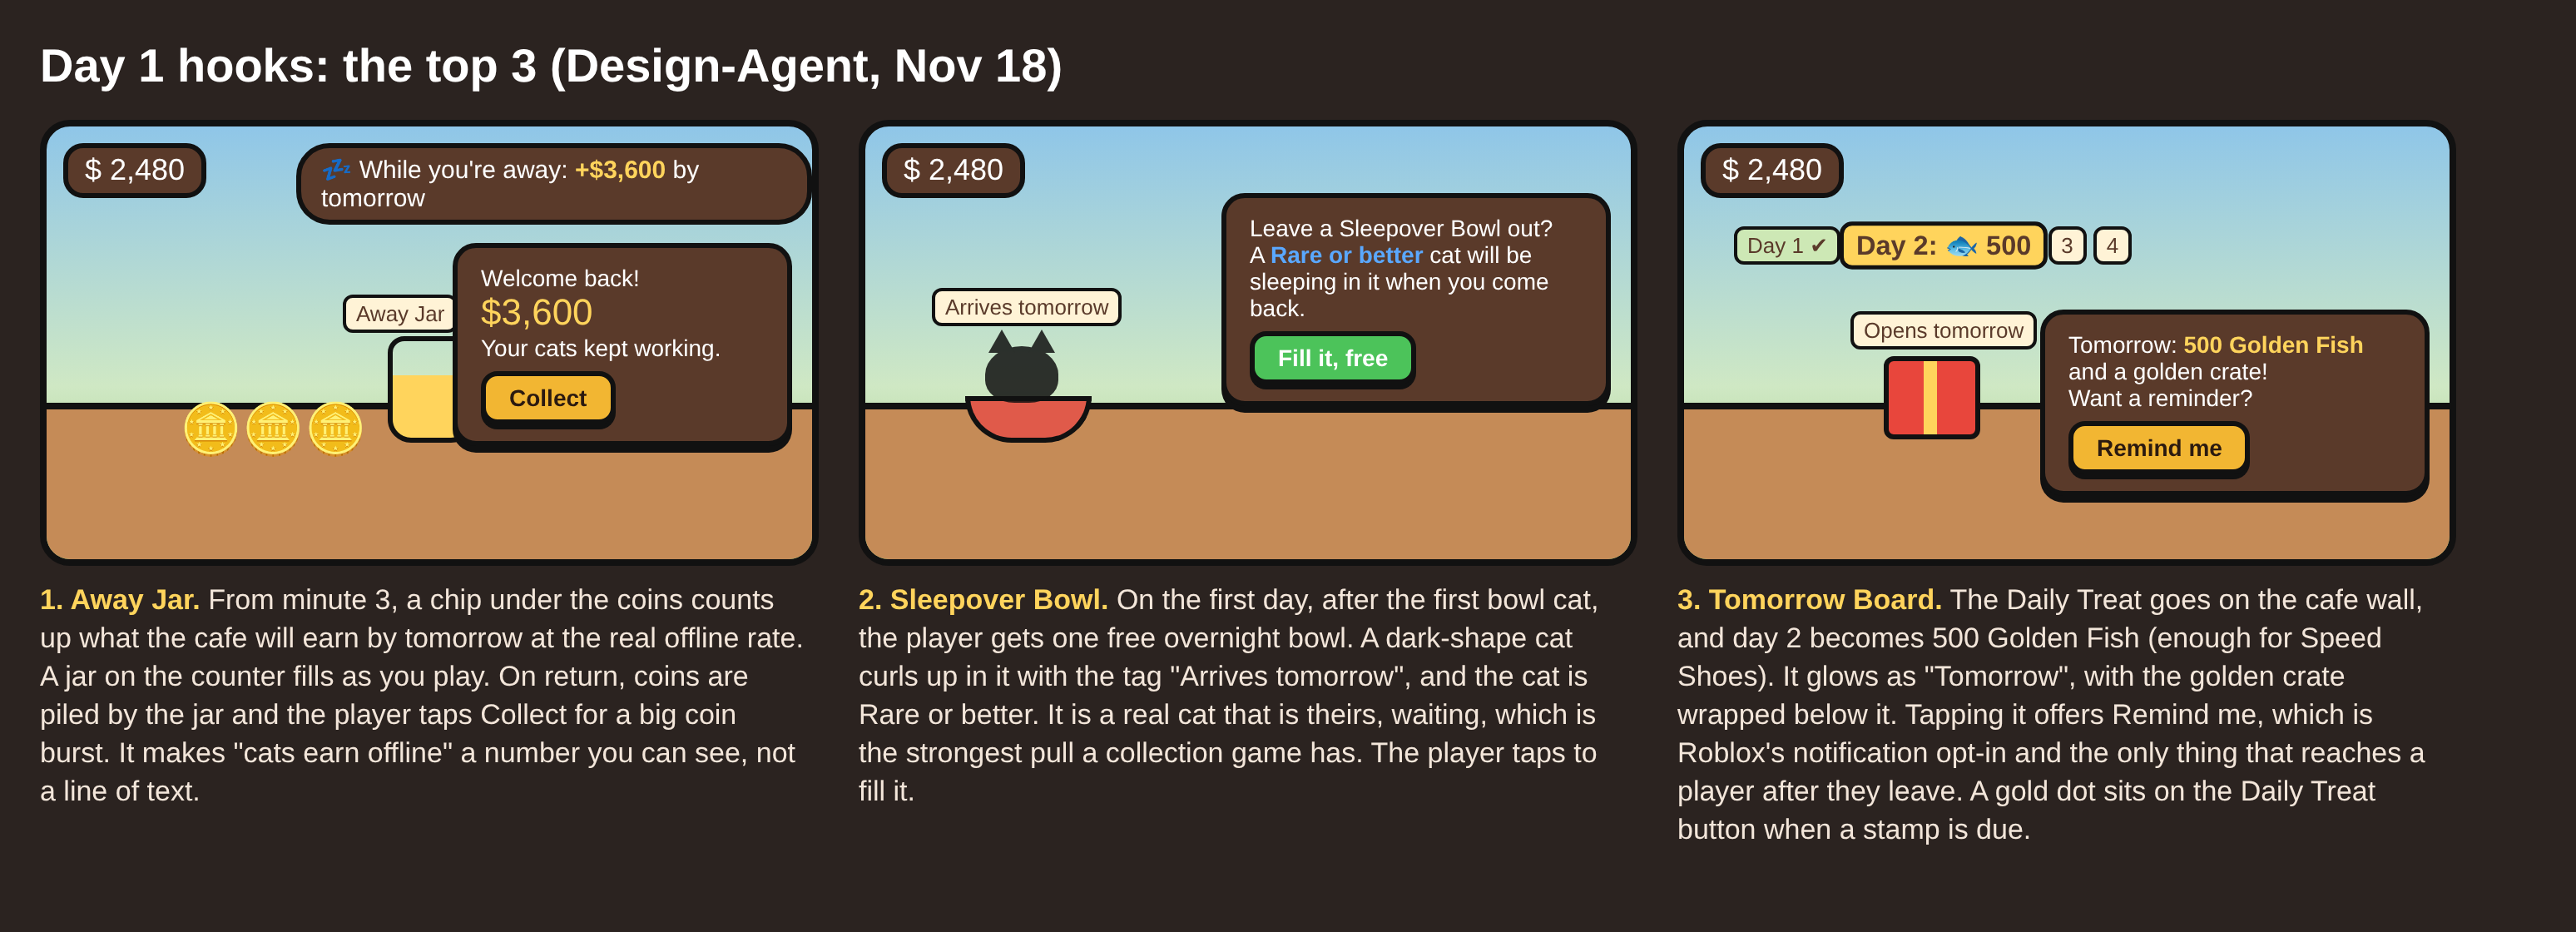 Day 1 hooks: the top 3 (Design-Agent, Nov 18)
$ 2,480
💤 While you're away: +$3,600 by
tomorrow
Away Jar
Welcome back!
$3,600
Your cats kept working.
Collect
1. Away Jar. From minute 3, a chip under the coins counts
up what the cafe will earn by tomorrow at the real offline rate.
A jar on the counter fills as you play. On return, coins are
piled by the jar and the player taps Collect for a big coin
burst. It makes "cats earn offline" a number you can see, not
a line of text.
$ 2,480
Leave a Sleepover Bowl out?
A Rare or better cat will be
sleeping in it when you come
back.
Fill it, free
Arrives tomorrow
2. Sleepover Bowl. On the first day, after the first bowl cat,
the player gets one free overnight bowl. A dark-shape cat
curls up in it with the tag "Arrives tomorrow", and the cat is
Rare or better. It is a real cat that is theirs, waiting, which is
the strongest pull a collection game has. The player taps to
fill it.
$ 2,480
Day 1 ✔ Day 2: 🐟 500 3 4
Opens tomorrow
Tomorrow: 500 Golden Fish
and a golden crate!
Want a reminder?
Remind me
3. Tomorrow Board. The Daily Treat goes on the cafe wall,
and day 2 becomes 500 Golden Fish (enough for Speed
Shoes). It glows as "Tomorrow", with the golden crate
wrapped below it. Tapping it offers Remind me, which is
Roblox's notification opt-in and the only thing that reaches a
player after they leave. A gold dot sits on the Daily Treat
button when a stamp is due.